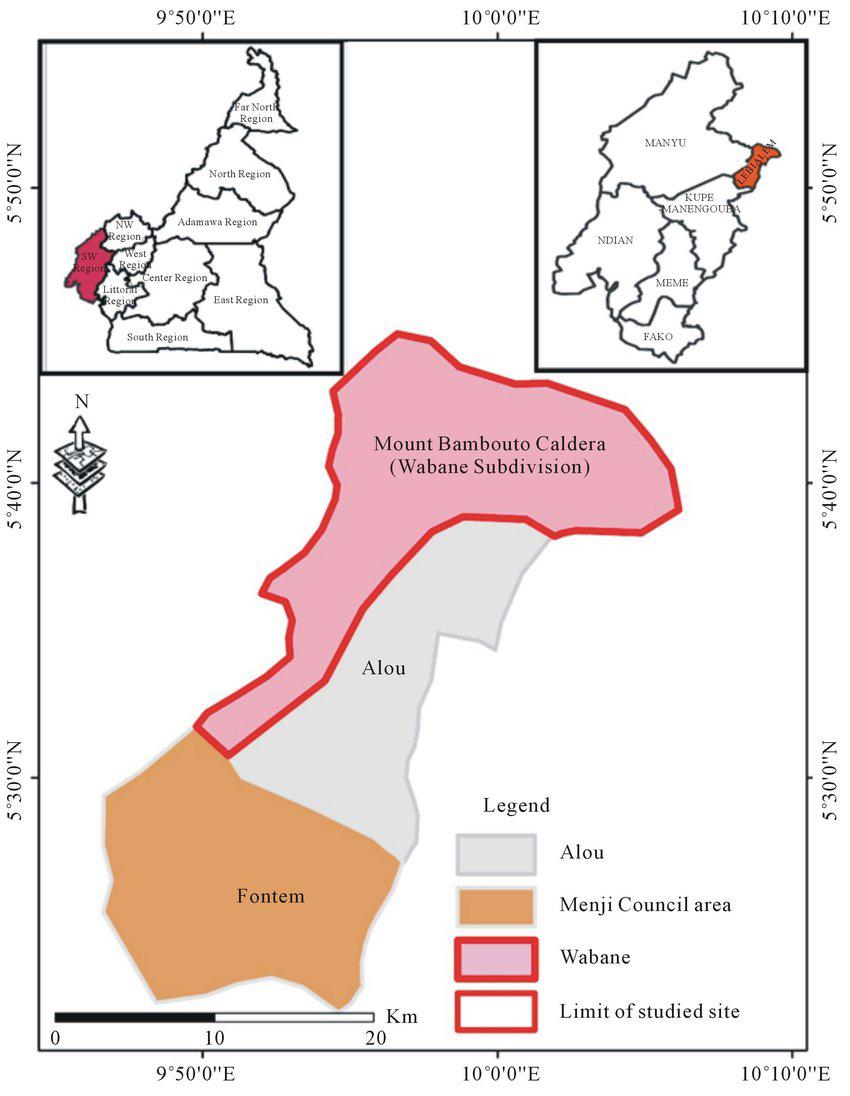 9°50'0"E
10°0'0"E
10°10'0"E
5°50'0"N
5°40'0"N
5°30'0"N
Far North
Region
North Region
Adamawa Region
NW
Region
SW
Region
West
Region
Center Region
Littoral
Region
East Region
South Region
MANYU
LEBIALEM
KUPE
MANENGOUBA
NDIAN
MEME
FAKO
5°50'0"N
5°40'0"N
5°30'0"N
N
Mount Bambouto Caldera
(Wabane Subdivision)
Alou
Fontem
Legend
Alou
Menji Council area
Wabane
Limit of studied site
Km
0
10
20
9°50'0"E
10°0'0"E
10°10'0"E